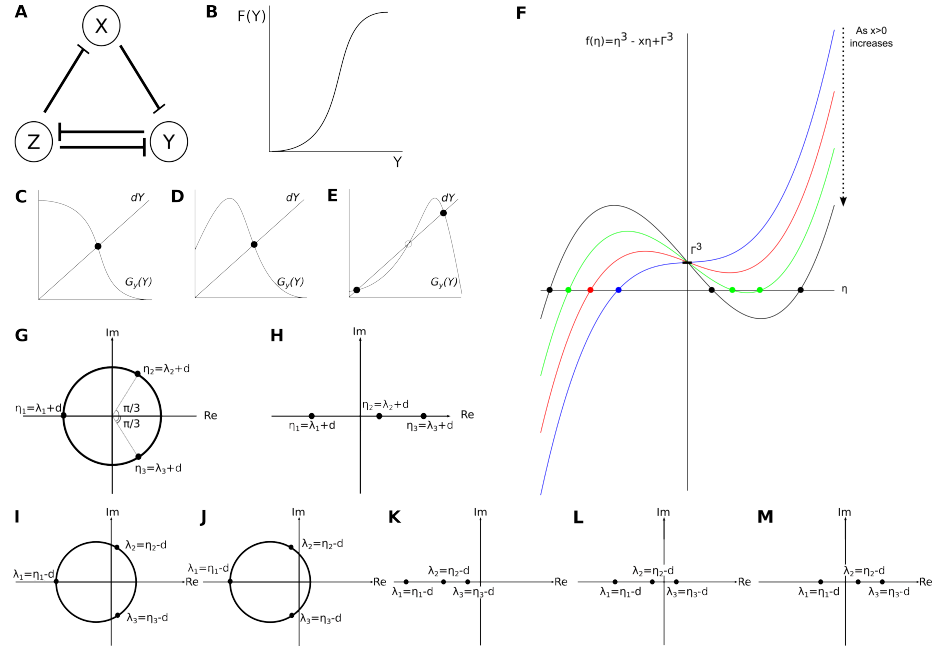 A
X
Z
Y
B
F(Y)
Y
C
dY
G_y(Y)
D
dY
G_y(Y)
E
dY
G_y(Y)
F
f(η)=η³ - xη+Γ³
As x>0
increases
Γ³
η
G
Im
η₂=λ₂+d
η₁=λ₁+d
π/3
π/3
Re
η₃=λ₃+d
H
Im
η₂=λ₂+d
Re
η₁=λ₁+d
η₃=λ₃+d
I
Im
λ₂=η₂-d
λ₁=η₁-d
Re
λ₃=η₃-d
J
Im
λ₂=η₂-d
λ₁=η₁-d
Re
λ₃=η₃-d
K
Im
λ₂=η₂-d
Re
λ₁=η₁-d
λ₃=η₃-d
L
Im
λ₂=η₂-d
Re
λ₁=η₁-d
λ₃=η₃-d
M
Im
λ₂=η₂-d
Re
λ₁=η₁-d
λ₃=η₃-d